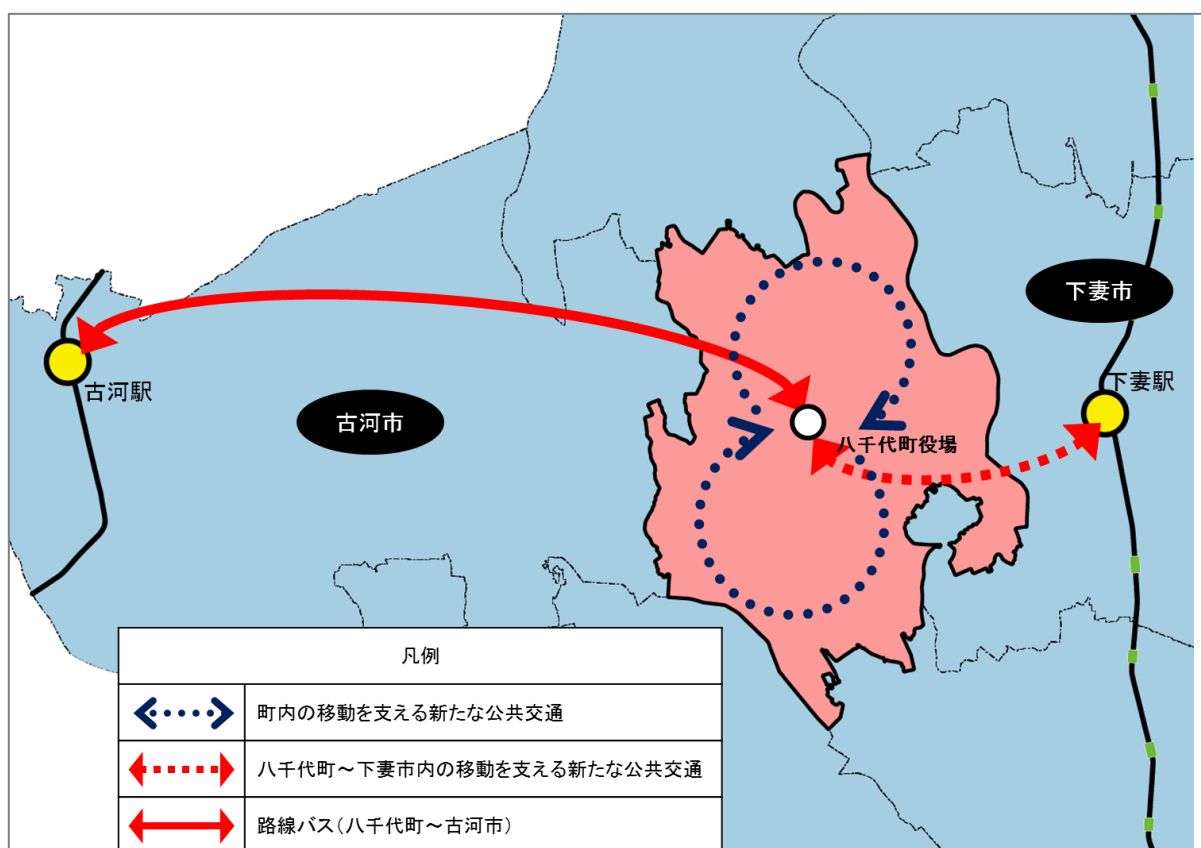 下妻市
古河駅
下妻駅
古河市
八千代町役場
凡例
町内の移動を支える新たな公共交通
八千代町～下妻市内の移動を支える新たな公共交通
路線バス(八千代町～古河市)